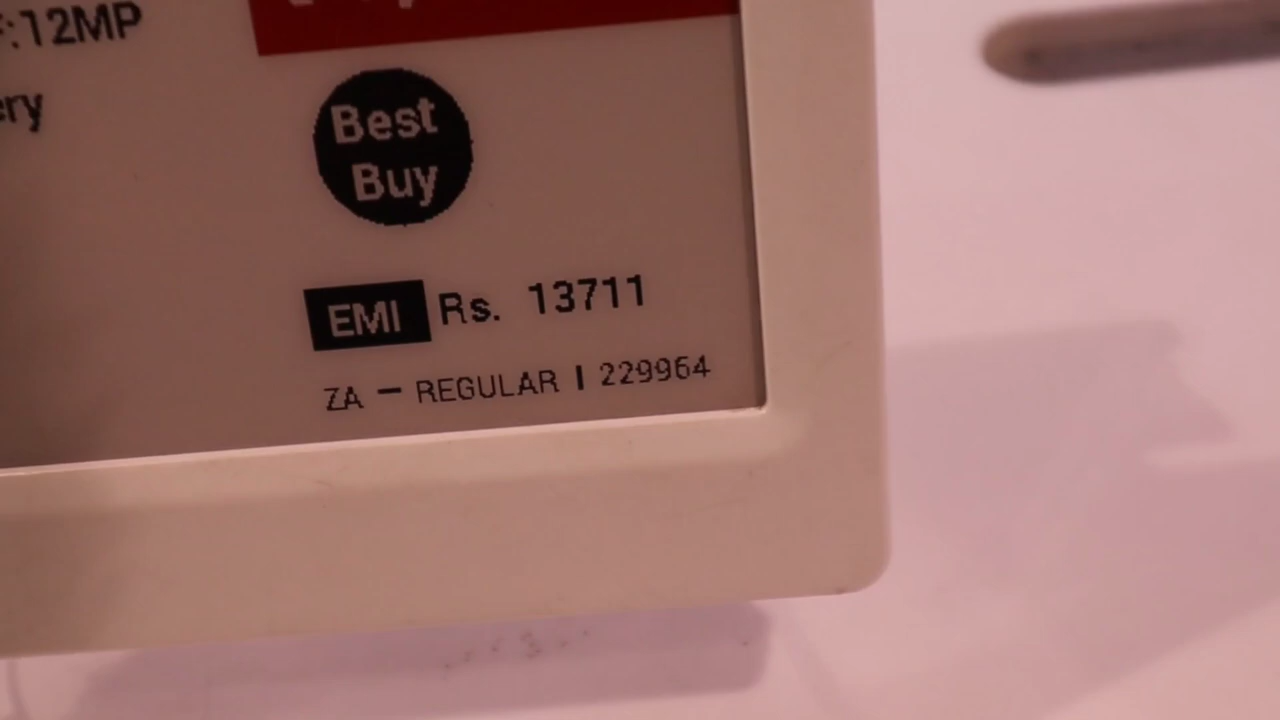 :12MP
ery
Best
Buy
EMI Rs. 13711
ZA – REGULAR | 229964